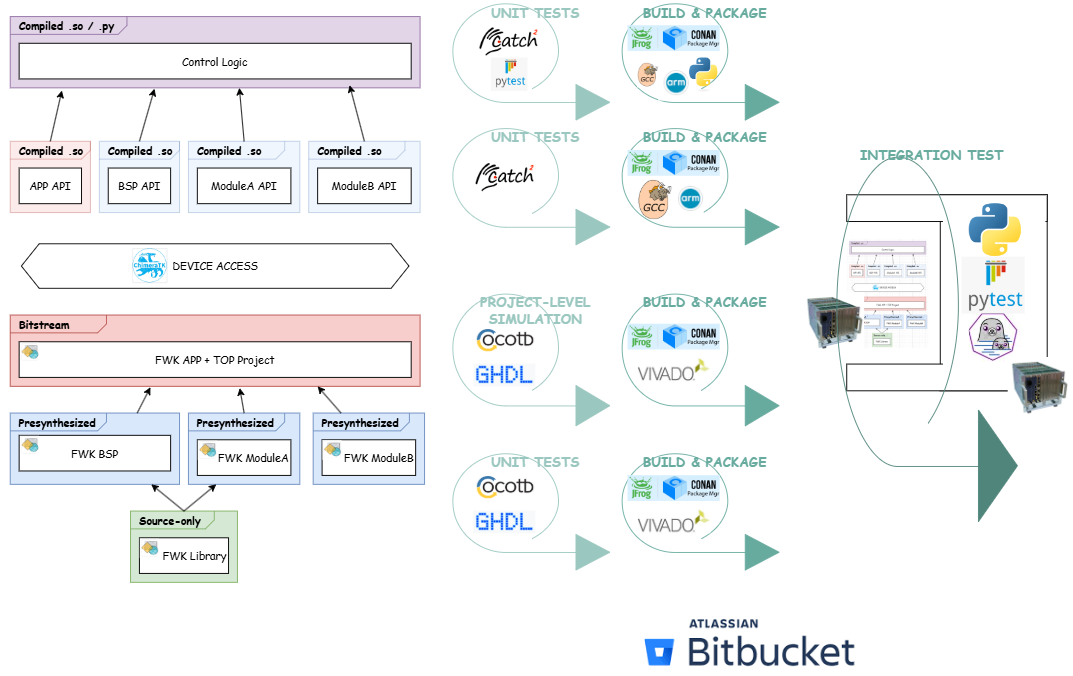 Compiled .so / .py
Control Logic
Compiled .so
APP API
Compiled .so
BSP API
Compiled .so
ModuleA API
Compiled .so
ModuleB API
ChimeraTK
DEVICE ACCESS
Bitstream
FWK APP + TOP Project
Presynthesized
FWK BSP
Presynthesized
FWK ModuleA
Presynthesized
FWK ModuleB
Source-only
FWK Library
UNIT TESTS
Catch2
pytest
BUILD & PACKAGE
JFrog
CONAN
Package Mgr
GCC
arm
UNIT TESTS
Catch2
BUILD & PACKAGE
JFrog
CONAN
Package Mgr
GCC
arm
PROJECT-LEVEL
SIMULATION
cocotb
GHDL
BUILD & PACKAGE
JFrog
CONAN
Package Mgr
VIVADO
UNIT TESTS
cocotb
GHDL
BUILD & PACKAGE
JFrog
CONAN
Package Mgr
VIVADO
INTEGRATION TEST
pytest
ATLASSIAN
Bitbucket